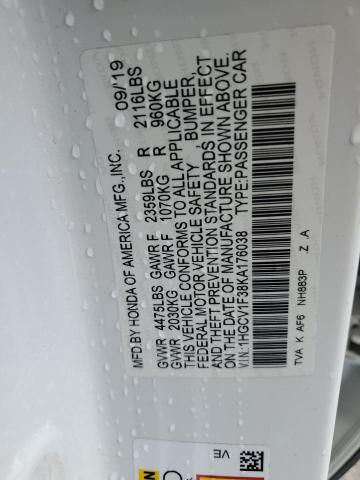 MFD.BY HONDA OF AMERICA MFG.,INC. 09/'19
GVWR 4475LBS GAWR F 2359LBS R 2116LBS
GVWR 2030KG GAWR F 1070KG R 960KG
THIS VEHICLE CONFORMS TO ALL APPLICABLE
FEDERAL MOTOR VEHICLE SAFETY , BUMPER,
AND THEFT PREVENTION STANDARDS IN EFFECT
ON THE DATE OF MANUFACTURE SHOWN ABOVE.
V.I.N.:1HGCV1F38KA176038 TYPE:PASSENGER CAR
TVA K AF6 NH883P Z A
VE